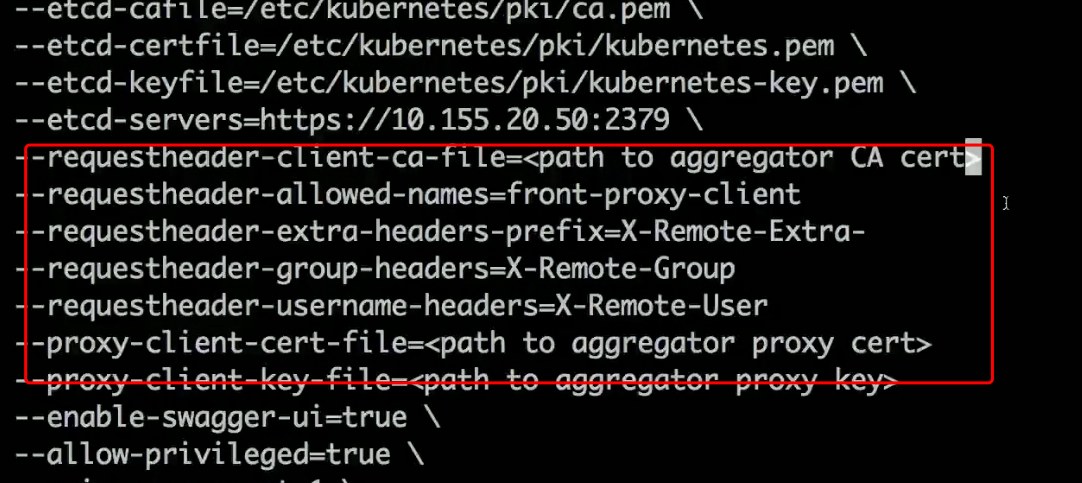 --etcd-cafile=/etc/kubernetes/pki/ca.pem \
--etcd-certfile=/etc/kubernetes/pki/kubernetes.pem \
--etcd-keyfile=/etc/kubernetes/pki/kubernetes-key.pem \
--etcd-servers=https://10.155.20.50:2379 \
--requestheader-client-ca-file=<path to aggregator CA cert>
--requestheader-allowed-names=front-proxy-client
--requestheader-extra-headers-prefix=X-Remote-Extra-
--requestheader-group-headers=X-Remote-Group
--requestheader-username-headers=X-Remote-User
--proxy-client-cert-file=<path to aggregator proxy cert>
--proxy-client-key-file=<path to aggregator proxy key>
--enable-swagger-ui=true \
--allow-privileged=true \